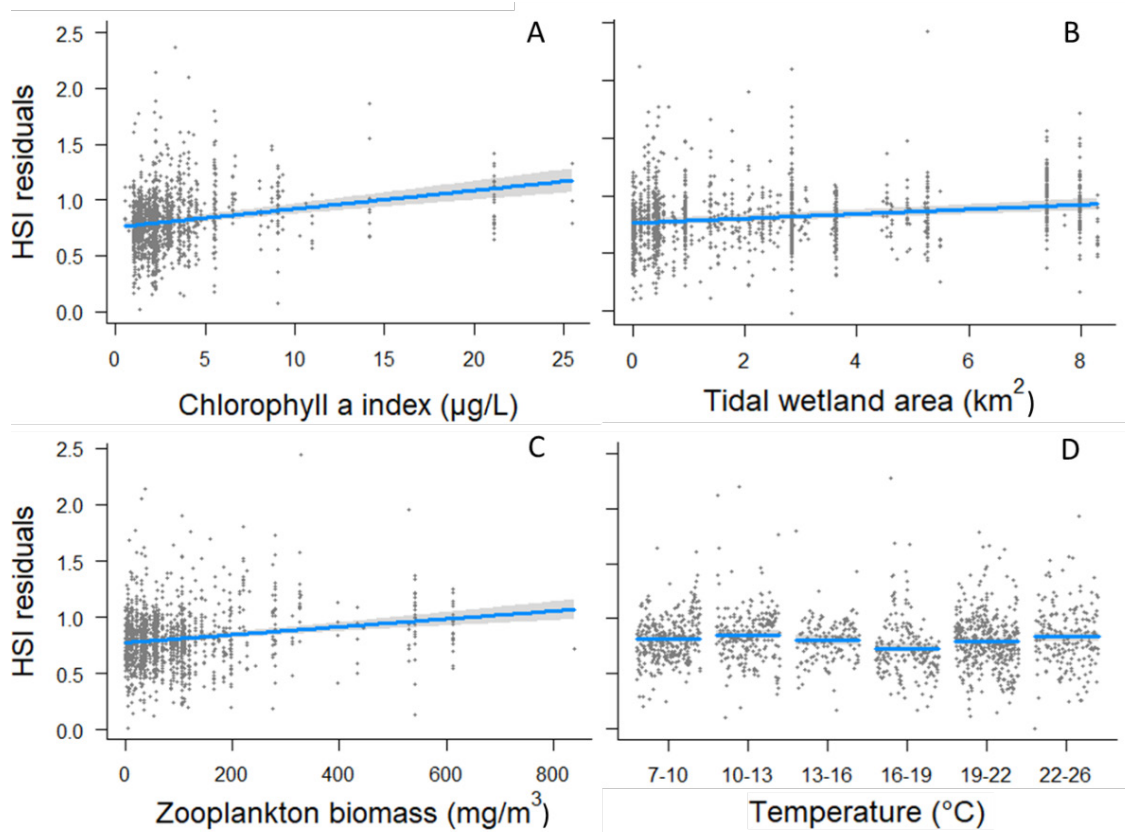 A
B
HSI residuals
2.5
2.0
1.5
1.0
0.5
0.0
0 5 10 15 20 25
0 2 4 6 8
Chlorophyll a index (µg/L)
Tidal wetland area (km²)
C
D
HSI residuals
2.5
2.0
1.5
1.0
0.5
0.0
0 200 400 600 800
7-10 10-13 13-16 16-19 19-22 22-26
Zooplankton biomass (mg/m³)
Temperature (°C)